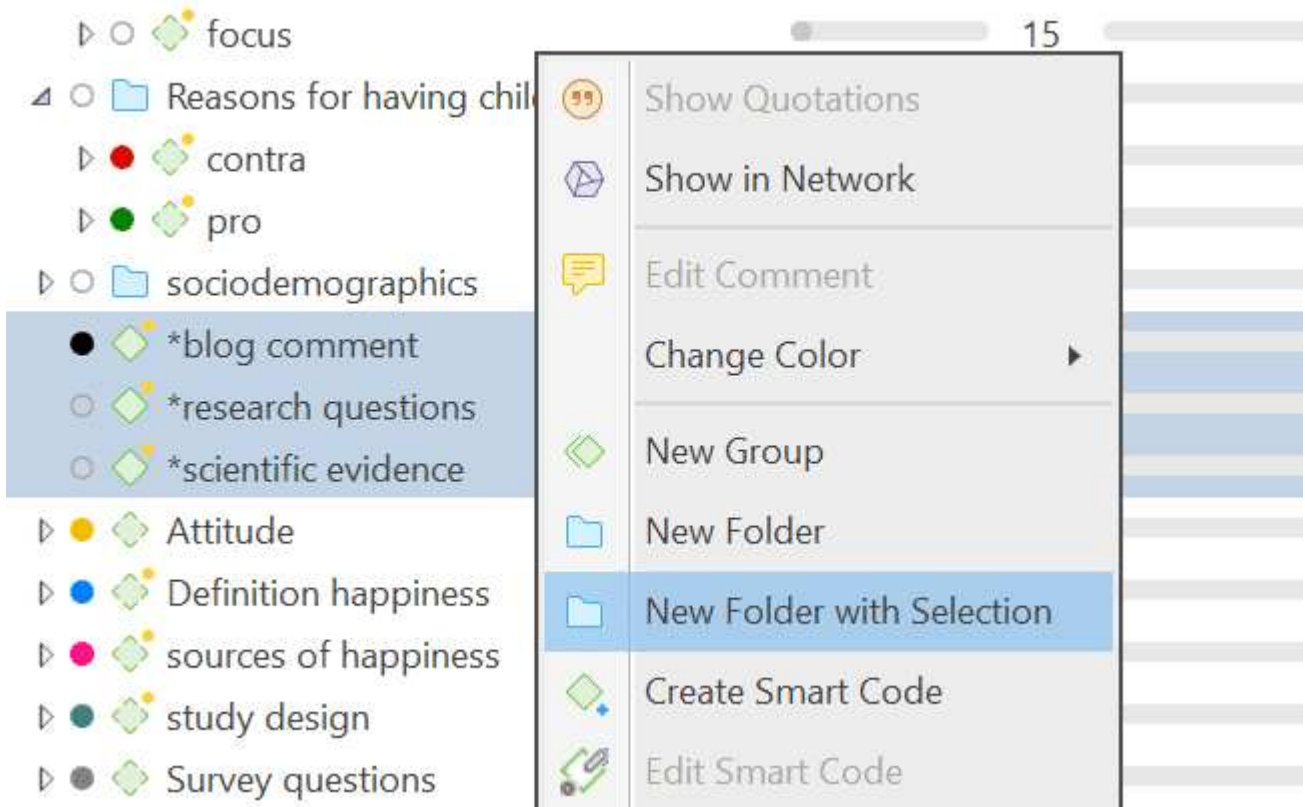 focus
15
Reasons for having chil
contra
pro
sociodemographics
*blog comment
*research questions
*scientific evidence
Attitude
Definition happiness
sources of happiness
study design
Survey questions
Show Quotations
Show in Network
Edit Comment
Change Color
New Group
New Folder
New Folder with Selection
Create Smart Code
Edit Smart Code